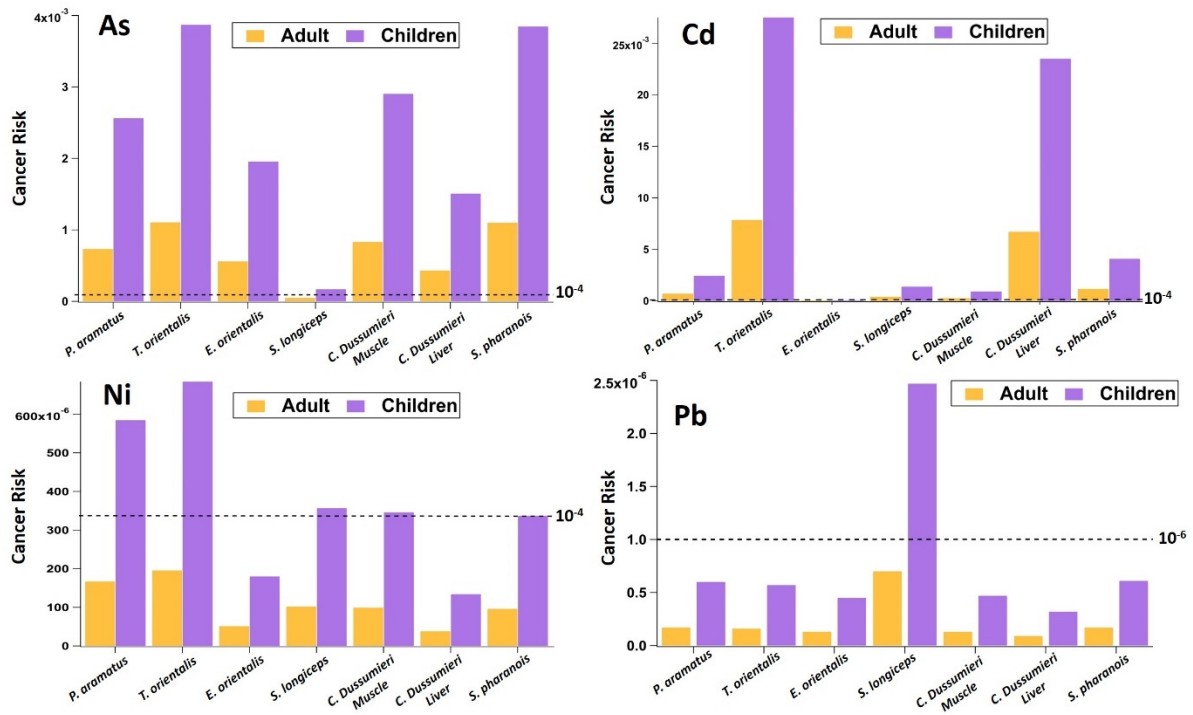 As
4x10⁻³
3
2
1
0
Cancer Risk
Adult Children
10⁻⁴
P. aramatus
T. orientalis
E. orientalis
S. longiceps
C. Dussumieri
Muscle
C. Dussumieri
Liver
S. pharanois
Cd
25x10⁻³
20
15
10
5
0
Cancer Risk
Adult Children
10⁻⁴
P. aramatus
T. orientalis
E. orientalis
S. longiceps
C. Dussumieri
Muscle
C. Dussumieri
Liver
S. pharanois
Ni
600x10⁻⁶
500
400
300
200
100
0
Cancer Risk
Adult Children
10⁻⁴
P. aramatus
T. orientalis
E. orientalis
S. longiceps
C. Dussumieri
Muscle
C. Dussumieri
Liver
S. pharanois
Pb
2.5x10⁻⁶
2.0
1.5
1.0
0.5
0.0
Cancer Risk
Adult Children
10⁻⁶
P. aramatus
T. orientalis
E. orientalis
S. longiceps
C. Dussumieri
Muscle
C. Dussumieri
Liver
S. pharanois